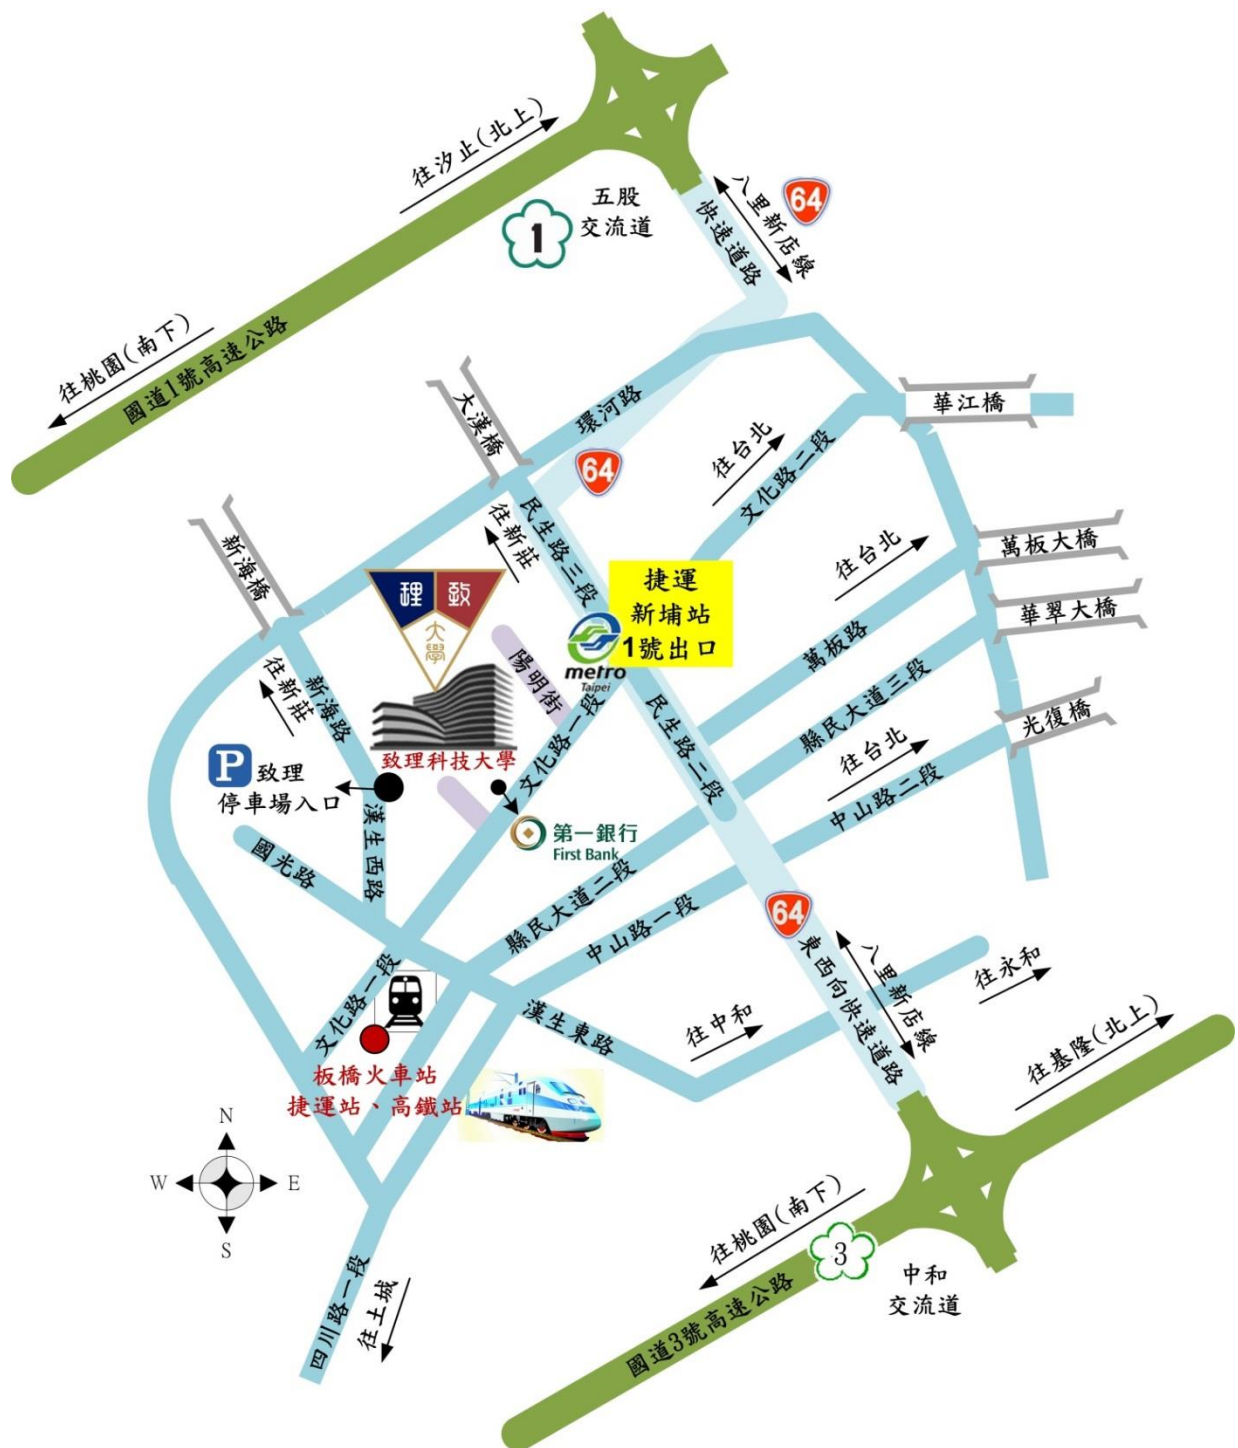 往汐止(北上)
八里新店線
64
快速道路
五股
交流道
1
往桃園(南下)
國道1號高速公路
大漢橋
環河路
華江橋
64
往台北
文化路二段
新海橋
往新莊
民生路三段
往台北
萬板大橋
捷運
新埔站
1號出口
理致
大學
華翠大橋
萬板路
metro
Taipei
陽明街
往新莊
新海路
民生路二段
縣民大道三段
光復橋
往台北
致理科技大學
文化路一段
中山路二段
P
致理
停車場入口
漢生西路
第一銀行
First Bank
國光路
縣民大道二段
中山路一段
64
東西向快速道路
八里新店線
往永和
文化路一段
漢生東路
往中和
往基隆(北上)
板橋火車站
捷運站、高鐵站
N
W
E
S
往桃園(南下)
3
中和
交流道
國道3號高速公路
四川路一段
往土城